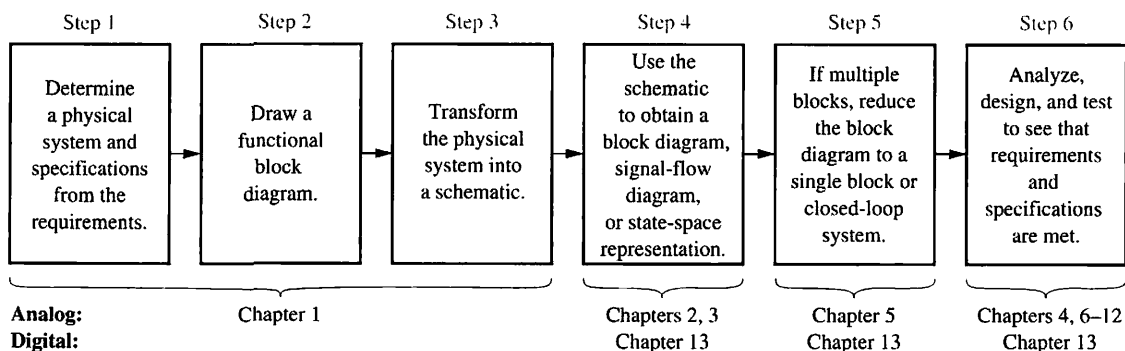 Step 1
Step 2
Step 3
Step 4
Step 5
Step 6
Determine
a physical
system and
specifications
from the
requirements.
Draw a
functional
block
diagram.
Transform
the physical
system into
a schematic.
Use the
schematic
to obtain a
block diagram,
signal-flow
diagram,
or state-space
representation.
If multiple
blocks, reduce
the block
diagram to a
single block or
closed-loop
system.
Analyze,
design, and test
to see that
requirements
and
specifications
are met.
Analog:
Chapter 1
Chapters 2, 3
Chapter 5
Chapters 4, 6–12
Digital:
Chapter 13
Chapter 13
Chapter 13